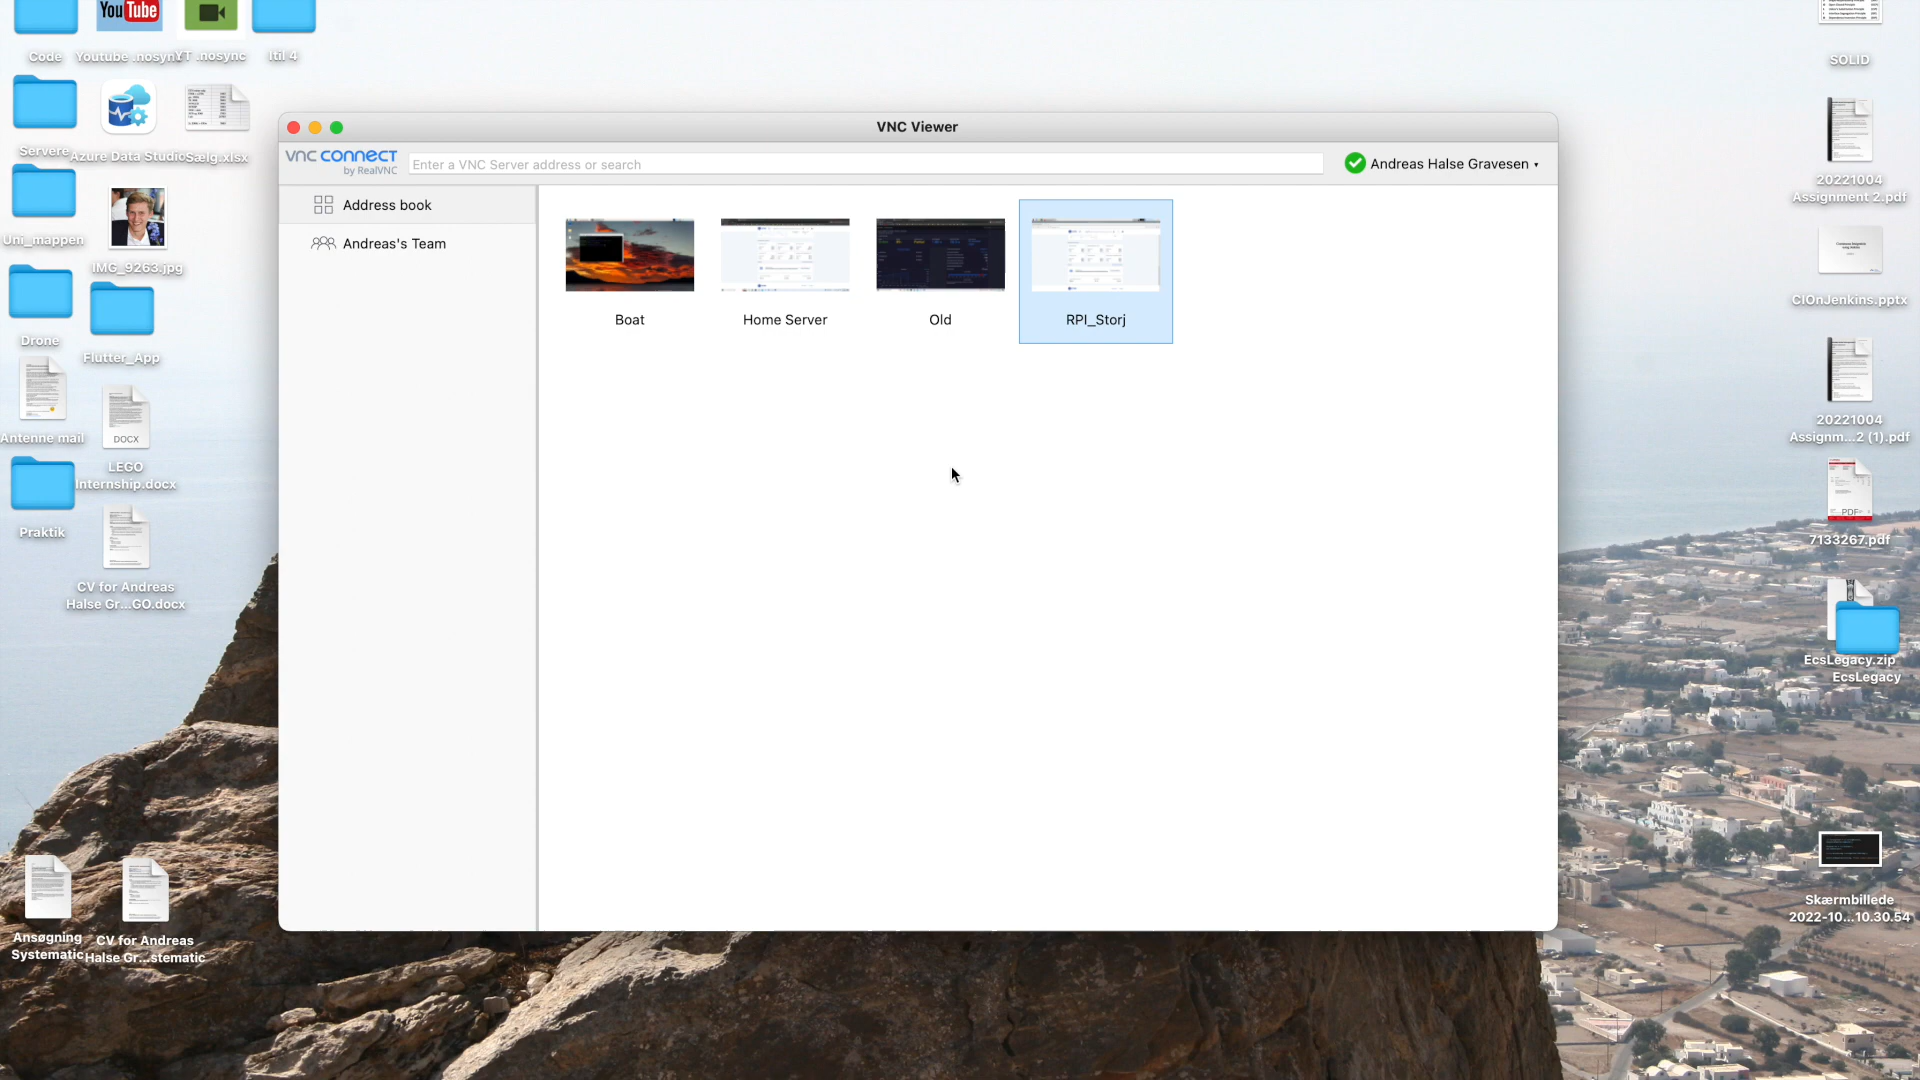 YouTube
Code
Youtube .nosync
YT .nosync
Itil 4
Servere
Azure Data Studio
Sælg.xlsx
Uni_mappen
IMG_9263.jpg
Drone
Flutter_App
Antenne mail
DOCX
LEGO
Internship.docx
Praktik
CV for Andreas
Halse Gr...GO.docx
Ansøgning
Systematic
CV for Andreas
Halse Gr...stematic
VNC Viewer
VNC CONNECT
by RealVNC
Enter a VNC Server address or search
Andreas Halse Gravesen
Address book
Andreas's Team
Boat
Home Server
Old
RPI_Storj
SOLID
20221004
Assignment 2.pdf
CIOnJenkins.pptx
20221004
Assignm...2 (1).pdf
PDF
7133267.pdf
EcsLegacy.zip
EcsLegacy
Skærmbillede
2022-10...10.30.54